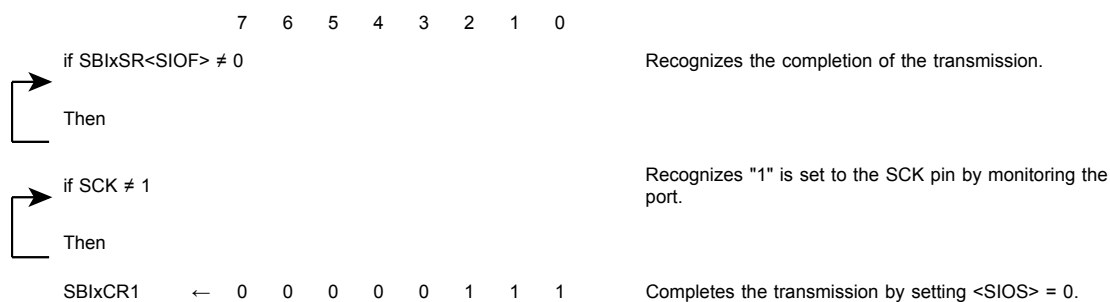 7 6 5 4 3 2 1 0
if SBIxSR<SIOF> ≠ 0 Recognizes the completion of the transmission.
Then
if SCK ≠ 1 Recognizes "1" is set to the SCK pin by monitoring the
port.
Then
SBIxCR1 ← 0 0 0 0 0 1 1 1 Completes the transmission by setting <SIOS> = 0.